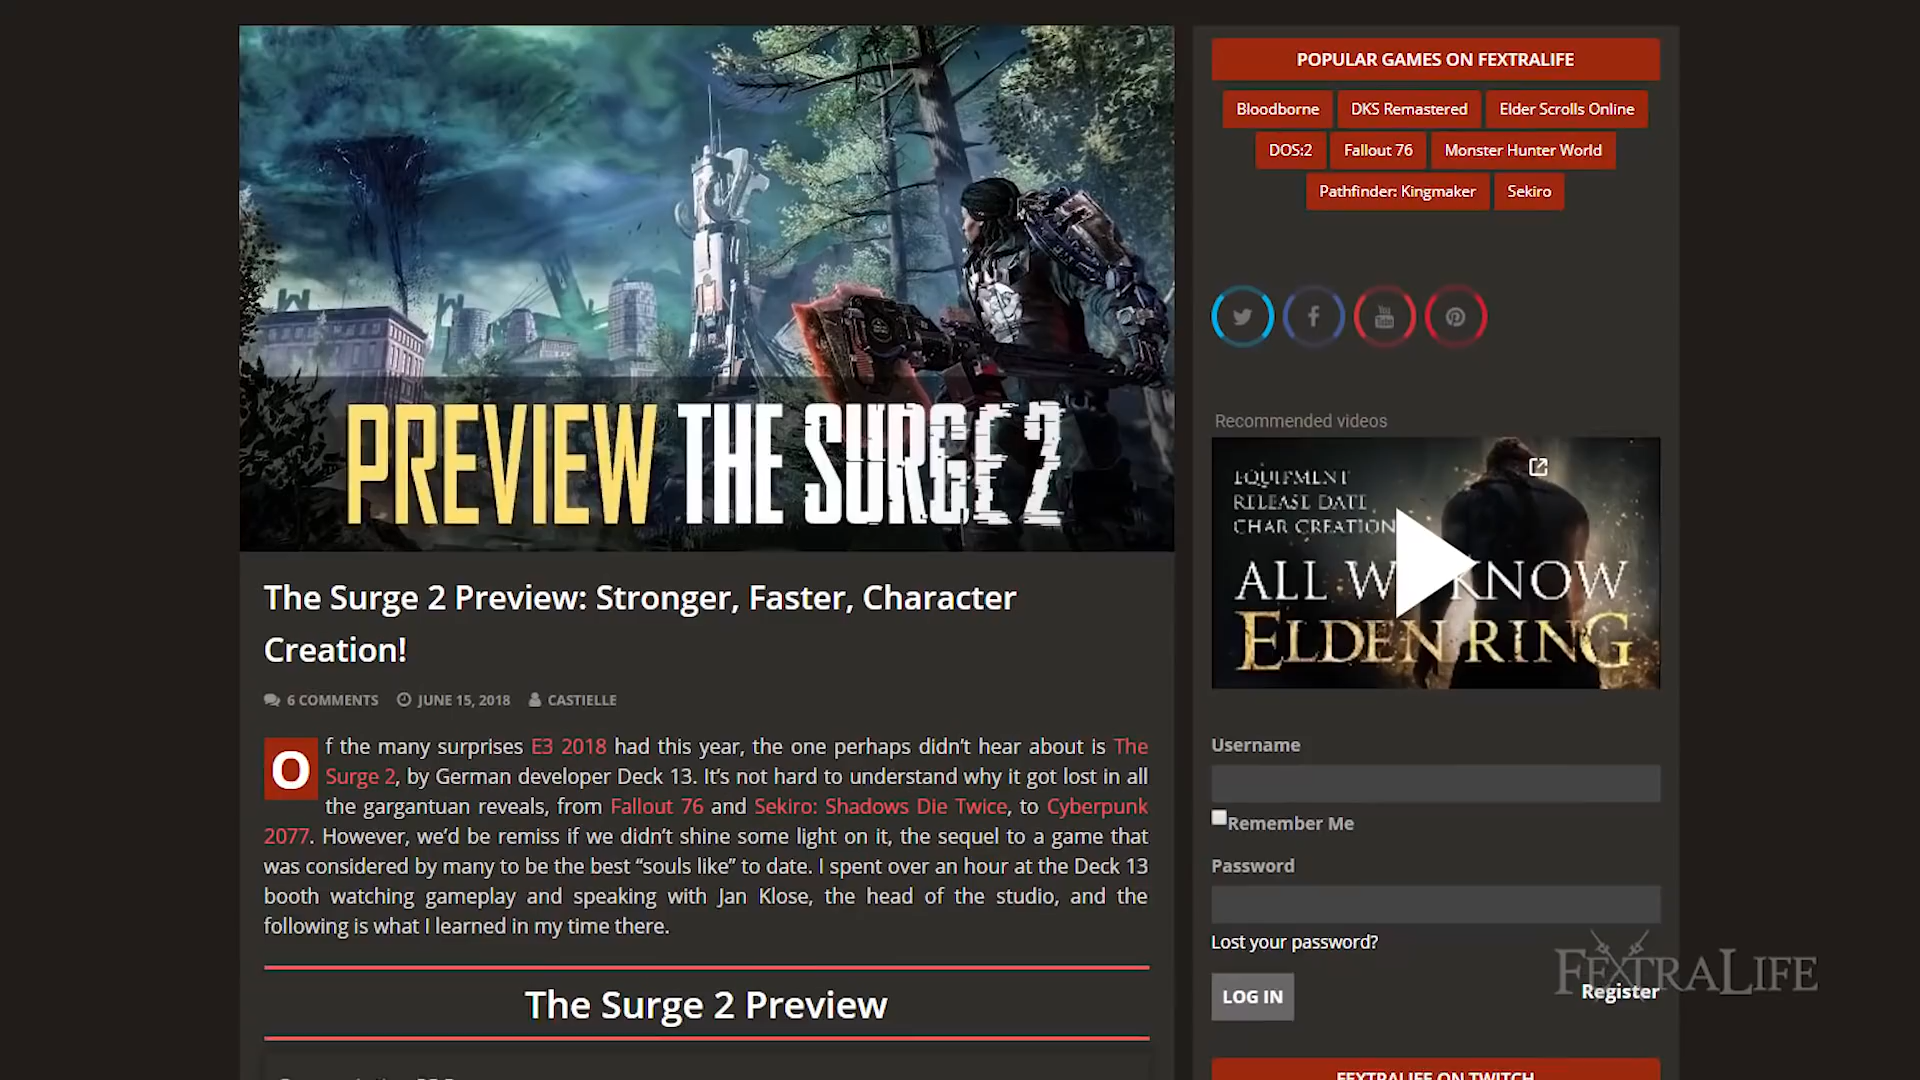 PREVIEW THE SURGE 2
The Surge 2 Preview: Stronger, Faster, Character
Creation!
6 COMMENTS JUNE 15, 2018 CASTIELLE
Of the many surprises E3 2018 had this year, the one perhaps didn't hear about is The
Surge 2, by German developer Deck 13. It's not hard to understand why it got lost in all
the gargantuan reveals, from Fallout 76 and Sekiro: Shadows Die Twice, to Cyberpunk
2077. However, we'd be remiss if we didn't shine some light on it, the sequel to a game that
was considered by many to be the best “souls like” to date. I spent over an hour at the Deck 13
booth watching gameplay and speaking with Jan Klose, the head of the studio, and the
following is what I learned in my time there.
The Surge 2 Preview
POPULAR GAMES ON FEXTRALIFE
Bloodborne DKS Remastered Elder Scrolls Online
DOS:2 Fallout 76 Monster Hunter World
Pathfinder: Kingmaker Sekiro
You Tube
Recommended videos
EQUIPMENT
RELEASE DATE
CHAR CREATION
ALL W KNOW
ELDEN RING
Username
Remember Me
Password
Lost your password?
LOG IN
Register
FEXTRALIFE
FEXTRALIFE ON TWITCH